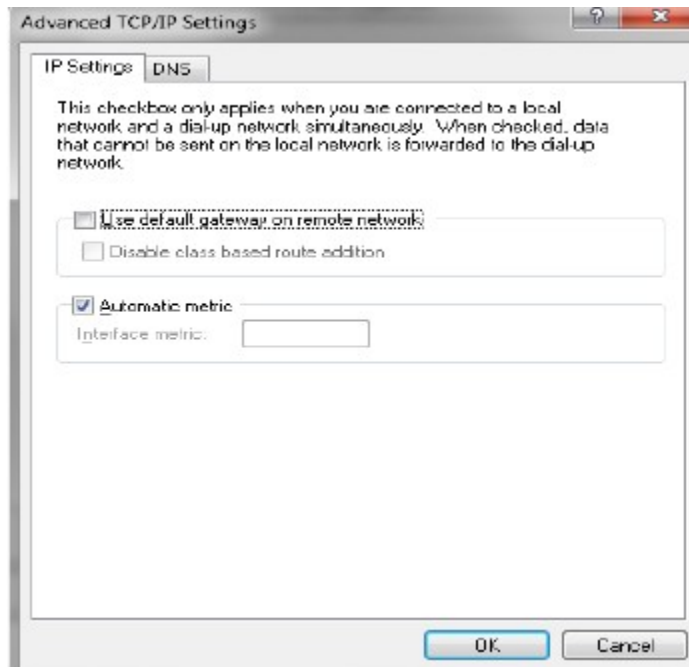 Advanced TCP/IP Settings
IP Settings
DNS
This checkbox only applies when you are connected to a local
network and a dial-up network simultaneously. When checked, data
that cannot be sent on the local network is forwarded to the dial-up
network.
Use default gateway on remote network
Disable class based route addition
Automatic metric
Interface metric:
OK
Cancel